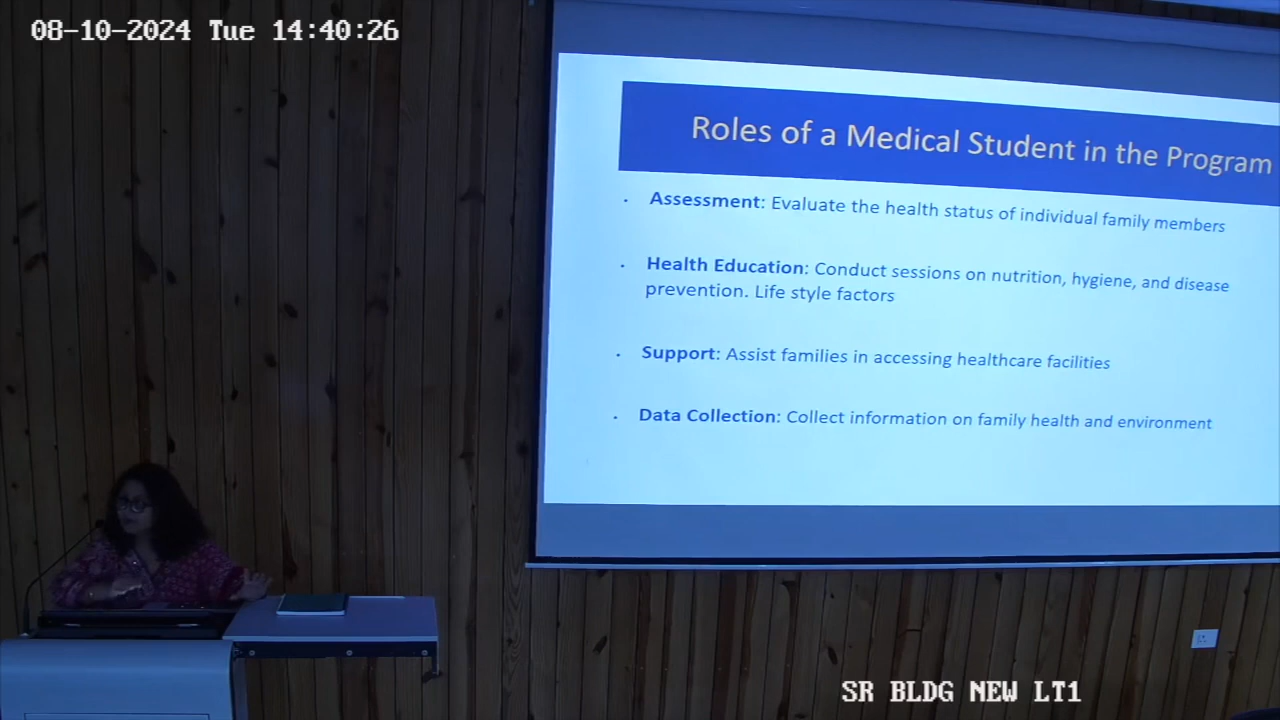 08-10-2024 Tue 14:40:26
Roles of a Medical Student in the Program
. Assessment: Evaluate the health status of individual family members
. Health Education: Conduct sessions on nutrition, hygiene, and disease
prevention. Life style factors
. Support: Assist families in accessing healthcare facilities
. Data Collection: Collect information on family health and environment
SR BLDG NEW LT1